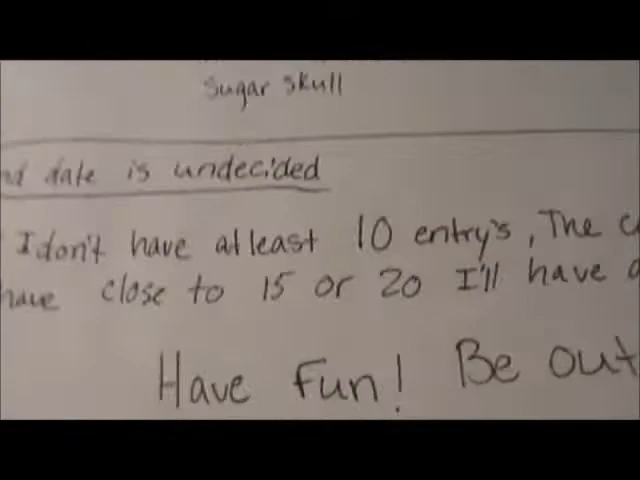 Sugar Skull
date is undecided
I don't have atleast 10 entry's, The
have close to 15 or 20 I'll have
Have Fun! Be out